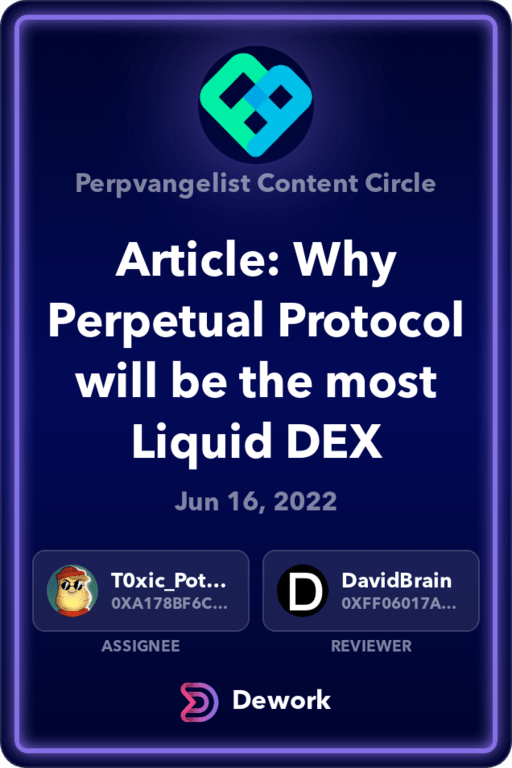 Perpvangelist Content Circle
Article: Why
Perpetual Protocol
will be the most
Liquid DEX
Jun 16, 2022
T0xic_Pot...
0XA178BF6C...
ASSIGNEE
D
DavidBrain
0XFF06017A...
REVIEWER
Dework